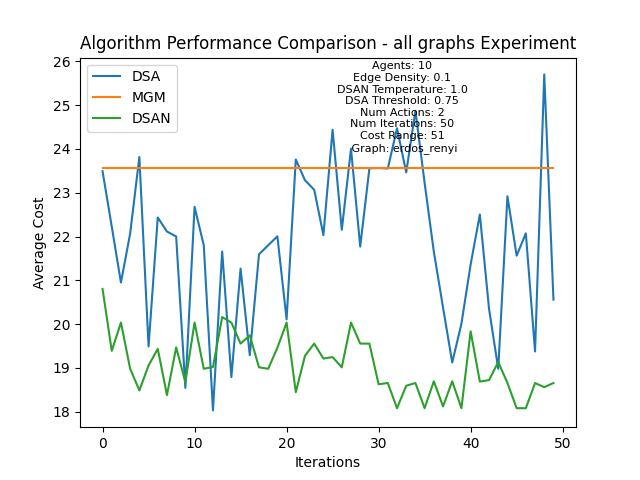 Algorithm Performance Comparison - all graphs Experiment
DSA
MGM
DSAN
Agents: 10
Edge Density: 0.1
DSAN Temperature: 1.0
DSA Threshold: 0.75
Num Actions: 2
Num Iterations: 50
Cost Range: 51
Graph: erdos_renyi
Average Cost
26
25
24
23
22
21
20
19
18
0
10
20
30
40
50
Iterations